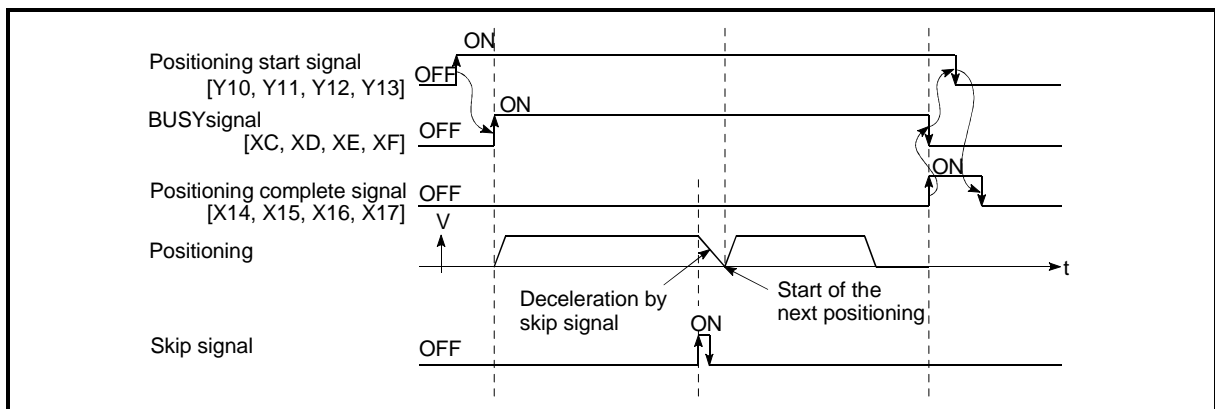 ON
Positioning start signal
[Y10, Y11, Y12, Y13]
OFF
ON
BUSYsignal
[XC, XD, XE, XF]
OFF
ON
Positioning complete signal
[X14, X15, X16, X17]
OFF
V
Positioning
t
Deceleration by
skip signal
Start of the
next positioning
ON
Skip signal
OFF